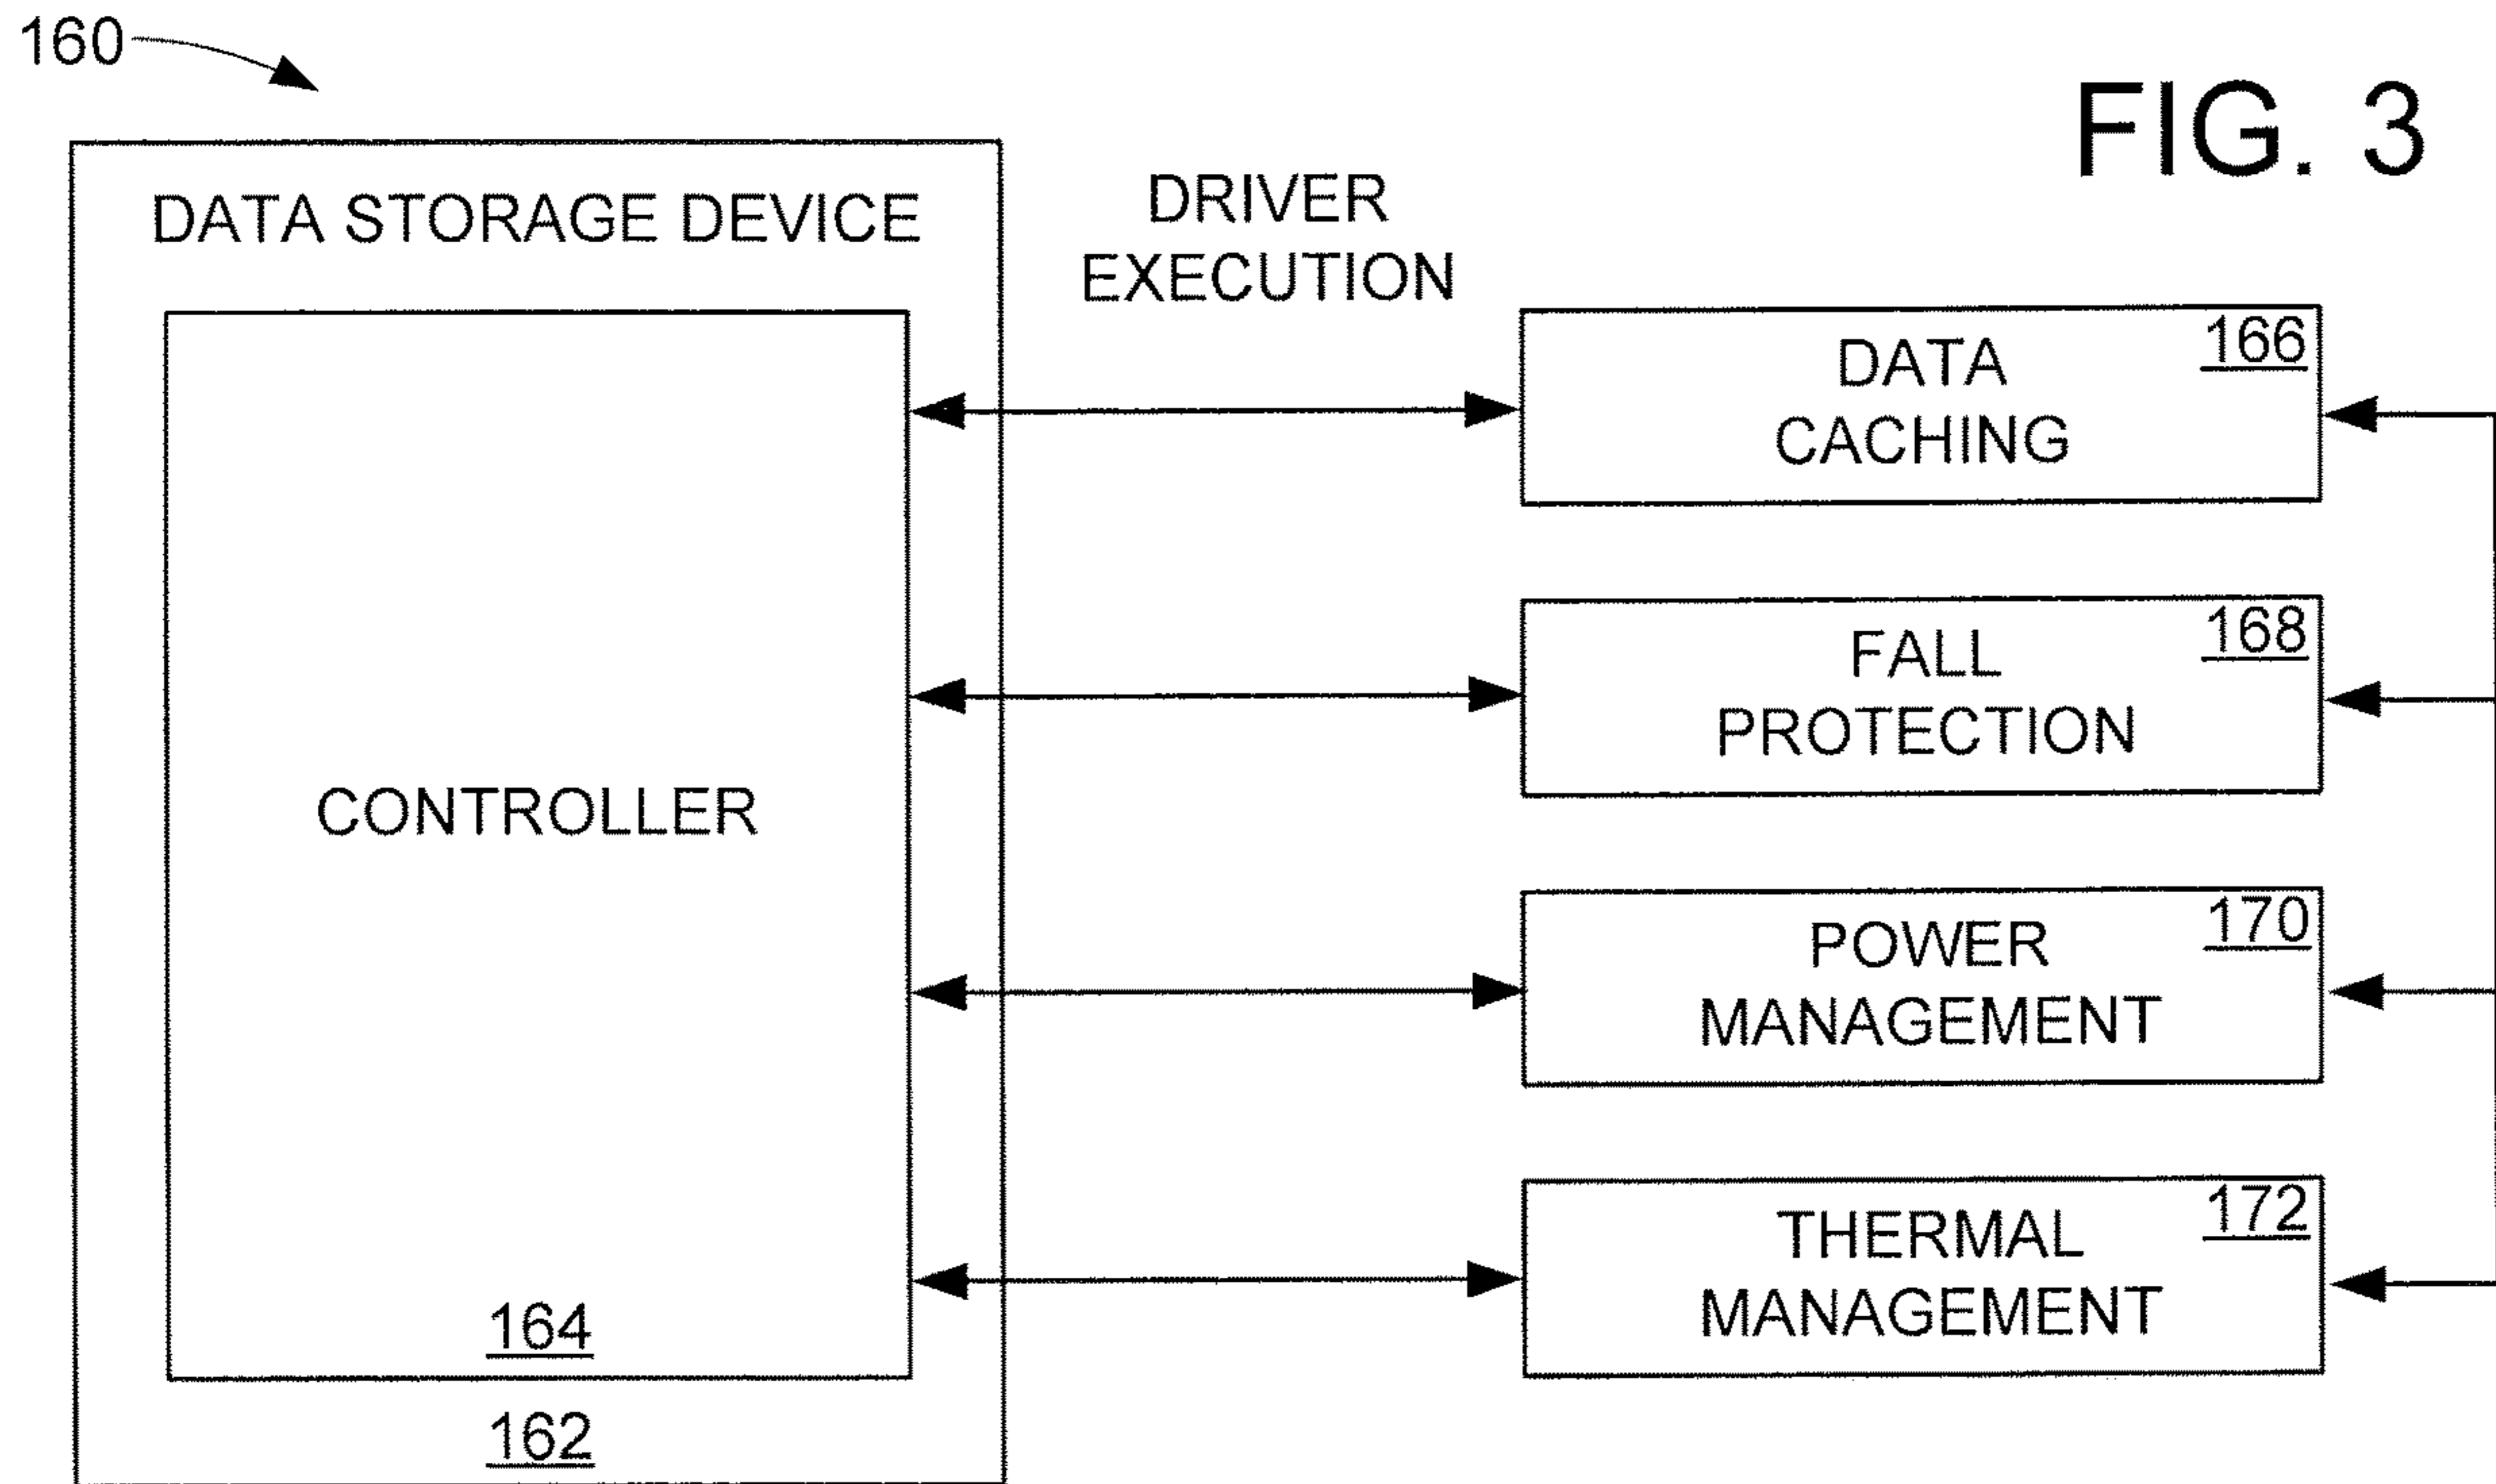 160
FIG. 3
DATA STORAGE DEVICE
DRIVER
EXECUTION
CONTROLLER
164
162
166
DATA
CACHING
168
FALL
PROTECTION
170
POWER
MANAGEMENT
172
THERMAL
MANAGEMENT